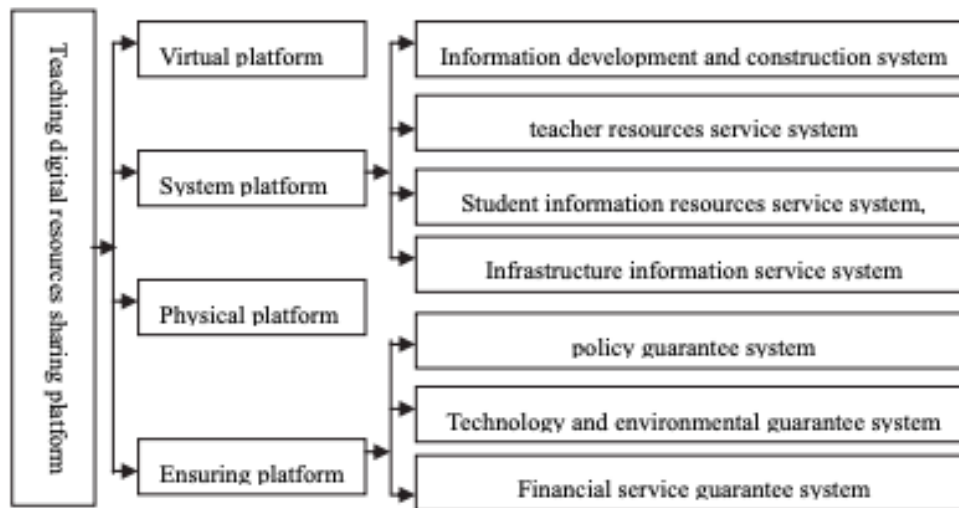 Teaching digital resources sharing platform
Virtual platform
System platform
Physical platform
Ensuring platform
Information development and construction system
teacher resources service system
Student information resources service system,
Infrastructure information service system
policy guarantee system
Technology and environmental guarantee system
Financial service guarantee system